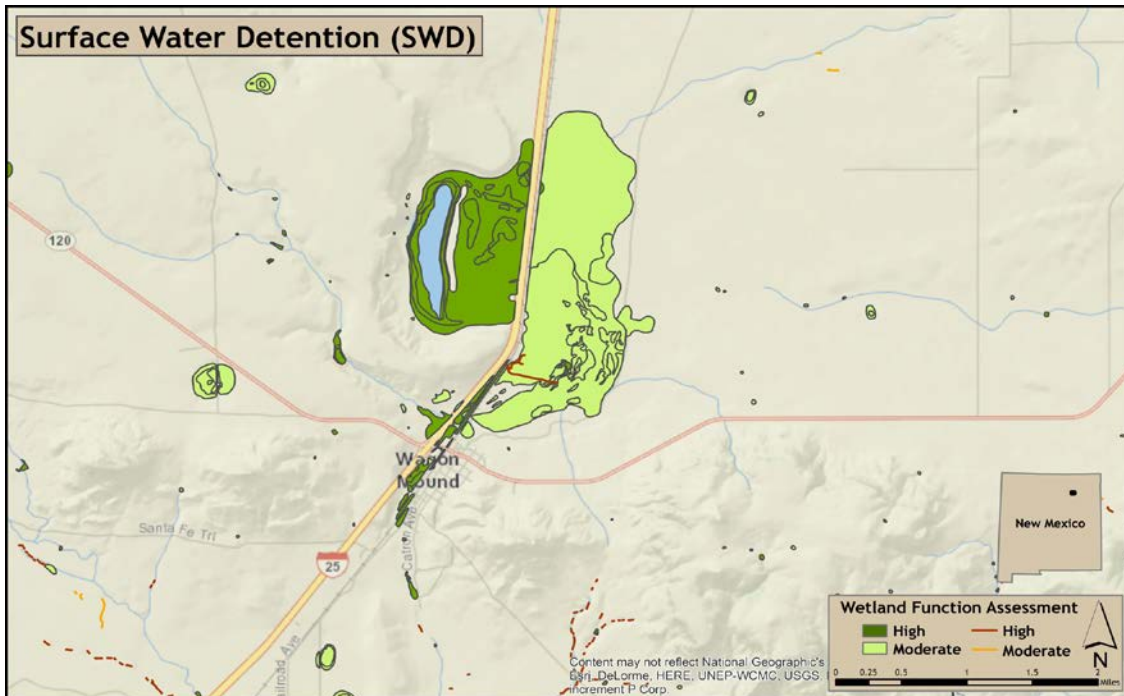 Surface Water Detention (SWD)
120
Wagon
Mound
Santa Fe Trl
Catron Ave
25
ailroad Ave
New Mexico
Wetland Function Assessment
High
High
Moderate
Moderate
N
0 0.25 0.5 1 1.5 2
Miles
Content may not reflect National Geographic's
Esri, DeLorme, HERE, UNEP-WCMC, USGS,
increment P Corp.